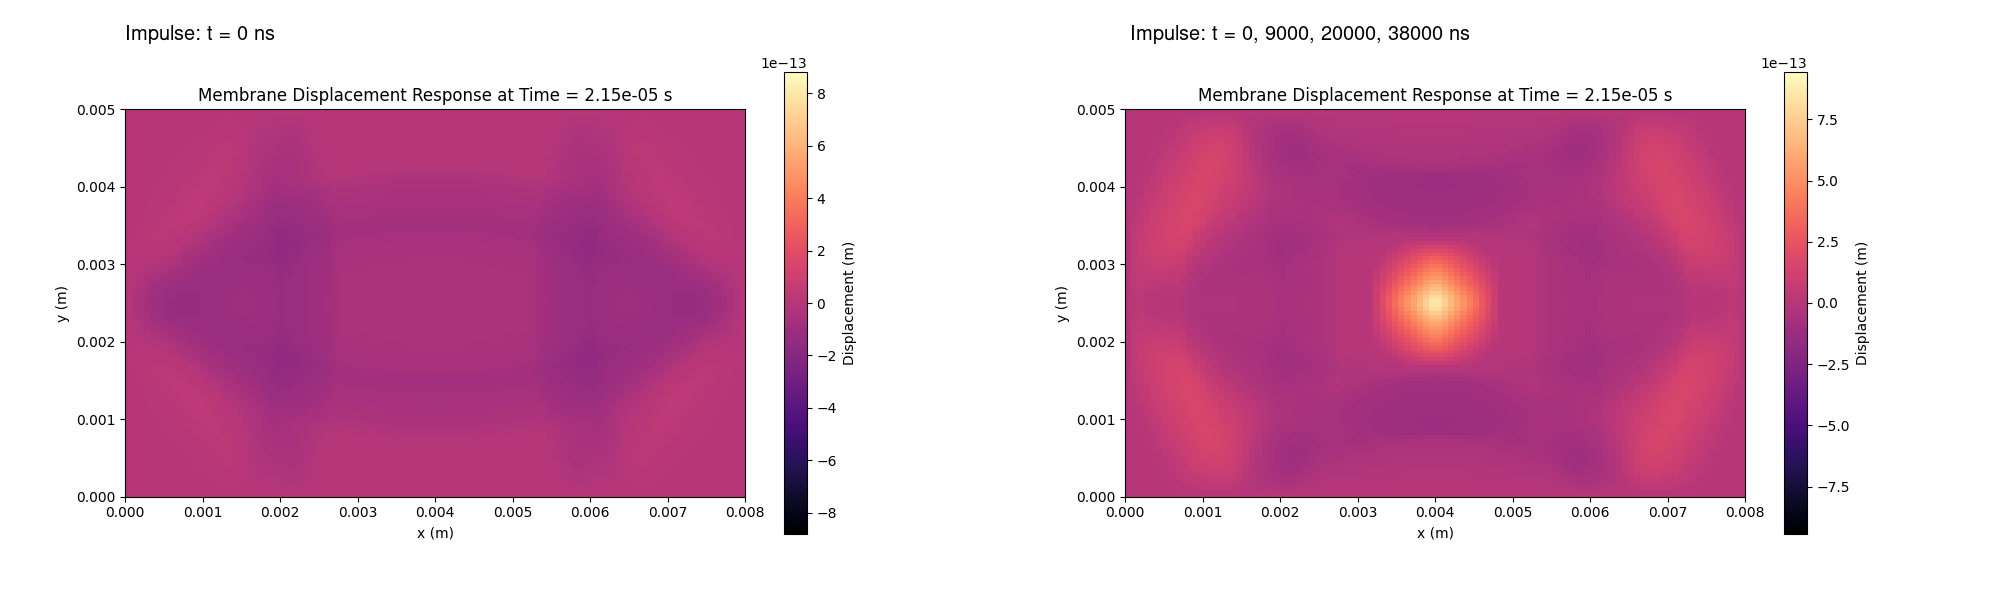 Impulse: t = 0 ns
1e−13
Membrane Displacement Response at Time = 2.15e-05 s
0.005
0.004
0.003
0.002
0.001
0.000
y (m)
0.000 0.001 0.002 0.003 0.004 0.005 0.006 0.007 0.008
x (m)
8
6
4
2
0
−2
−4
−6
−8
Displacement (m)
Impulse: t = 0, 9000, 20000, 38000 ns
1e−13
Membrane Displacement Response at Time = 2.15e-05 s
0.005
0.004
0.003
0.002
0.001
0.000
y (m)
0.000 0.001 0.002 0.003 0.004 0.005 0.006 0.007 0.008
x (m)
7.5
5.0
2.5
0.0
−2.5
−5.0
−7.5
Displacement (m)